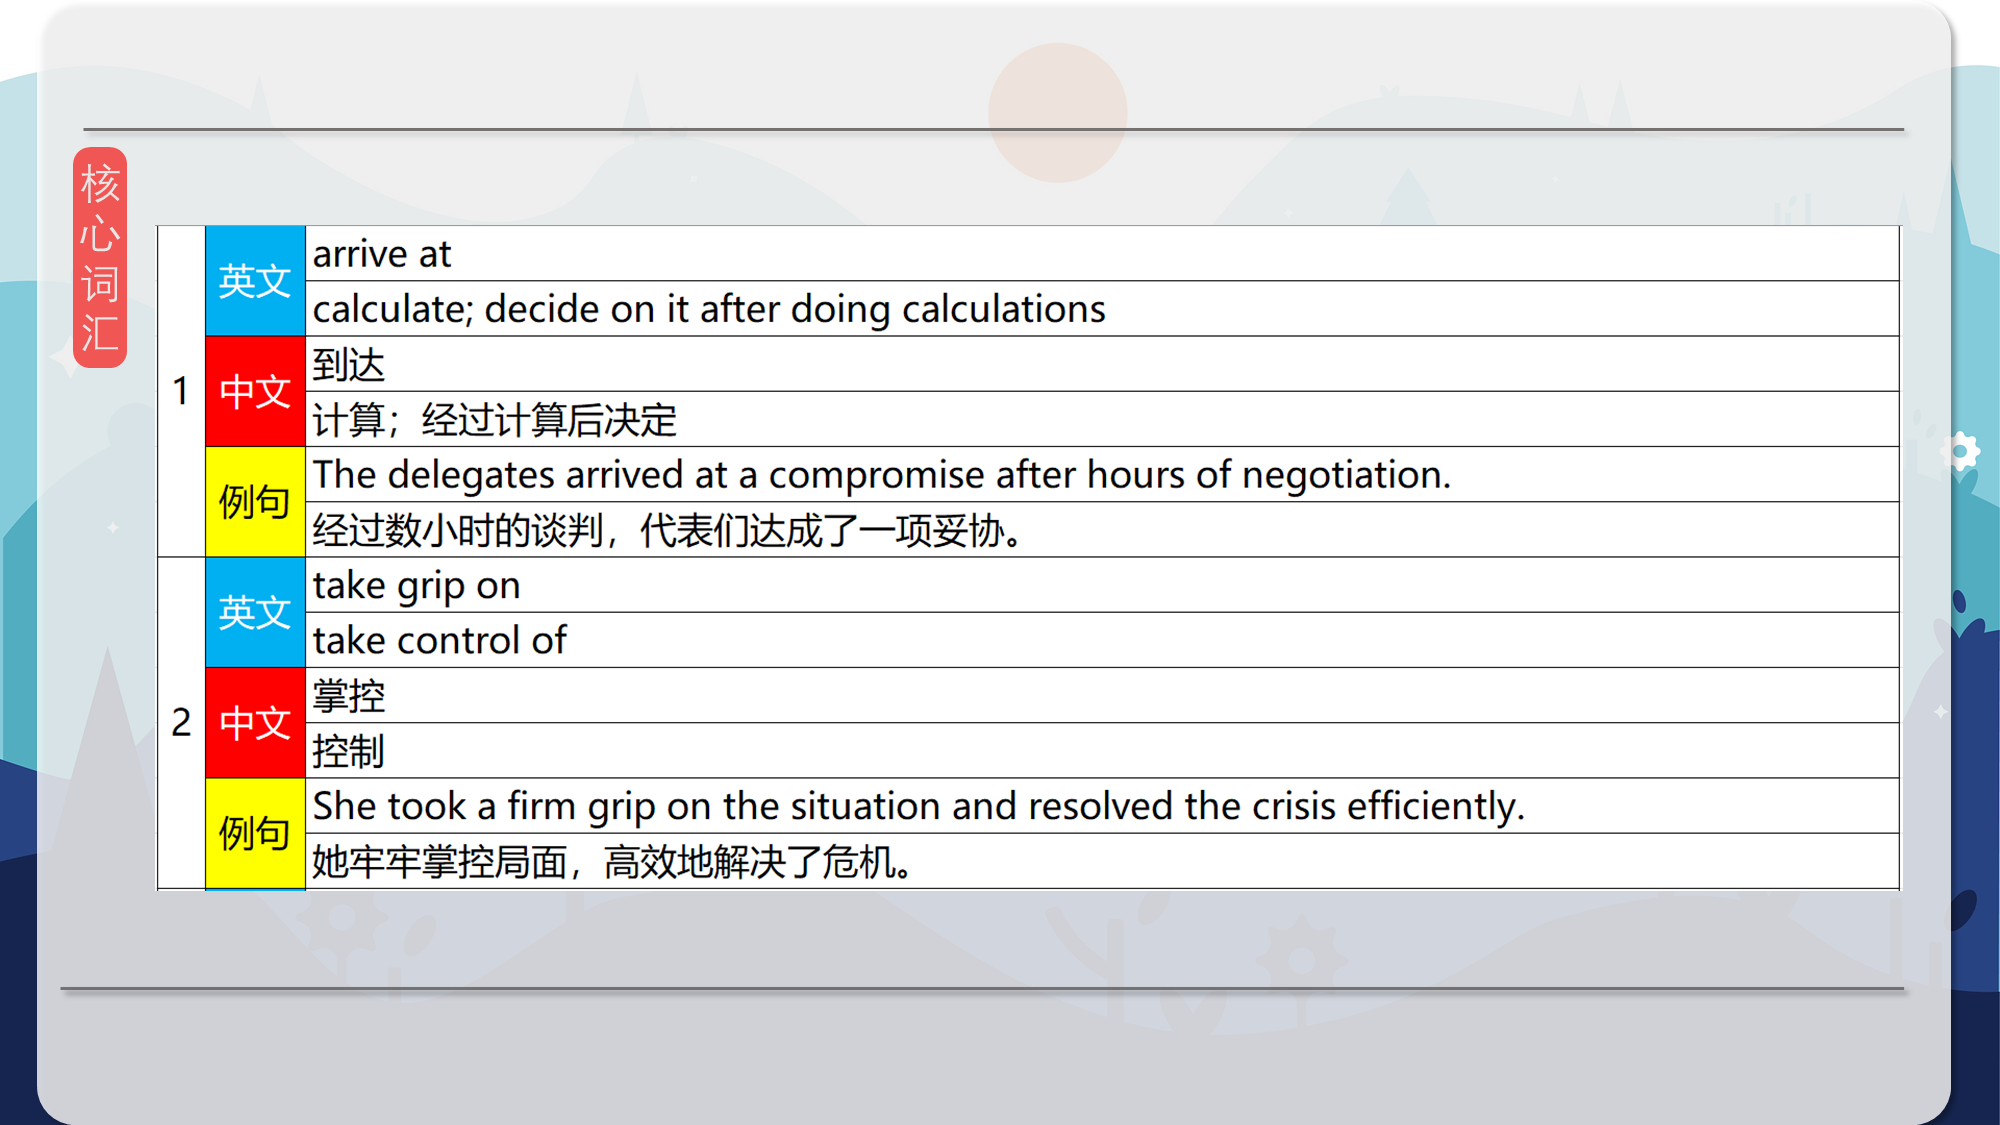 核心词汇
1
英文
arrive at
calculate; decide on it after doing calculations
中文
到达
计算；经过计算后决定
例句
The delegates arrived at a compromise after hours of negotiation.
经过数小时的谈判，代表们达成了一项妥协。
2
英文
take grip on
take control of
中文
掌控
控制
例句
She took a firm grip on the situation and resolved the crisis efficiently.
她牢牢掌控局面，高效地解决了危机。